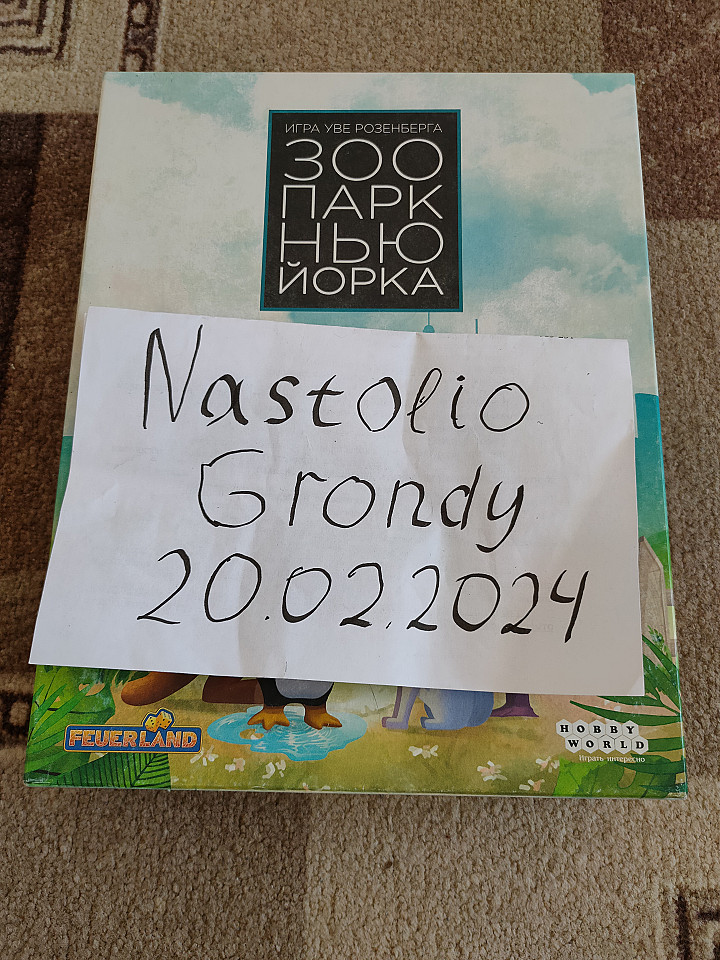 ИГРА УВЕ РОЗЕНБЕРГА
ЗОО
ПАРК
НЬЮ
ЙОРКА
Nastolio
Grondy
20.02.2024
FEUERLAND
HOBBY
WORLD
Играть интересно